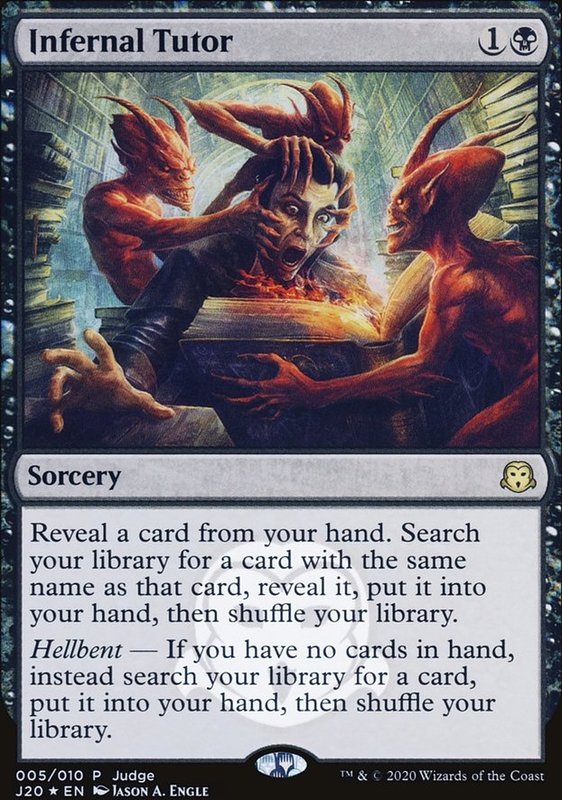 Infernal Tutor 1
Sorcery
Reveal a card from your hand. Search
your library for a card with the same
name as that card, reveal it, put it into
your hand, then shuffle your library.
Hellbent — If you have no cards in hand,
instead search your library for a card,
put it into your hand, then shuffle your
library.
005/010 P Judge
J20 ★ EN Jason A. Engle
™ & © 2020 Wizards of the Coast